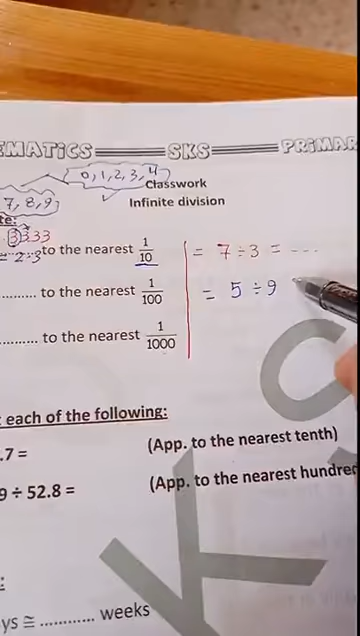 MATICS SKS PRIMAR
0, 1, 2, 3, 4
Classwork
7, 8, 9
Infinite division
te:
3333
= 2.3 to the nearest 1/10 = 7 ÷ 3 = ...
......... to the nearest 1/100 = 5 ÷ 9
.......... to the nearest 1/1000
each of the following:
.7 = (App. to the nearest tenth)
9 ÷ 52.8 = (App. to the nearest hundre
:
ys ≅ ............ weeks
K.S